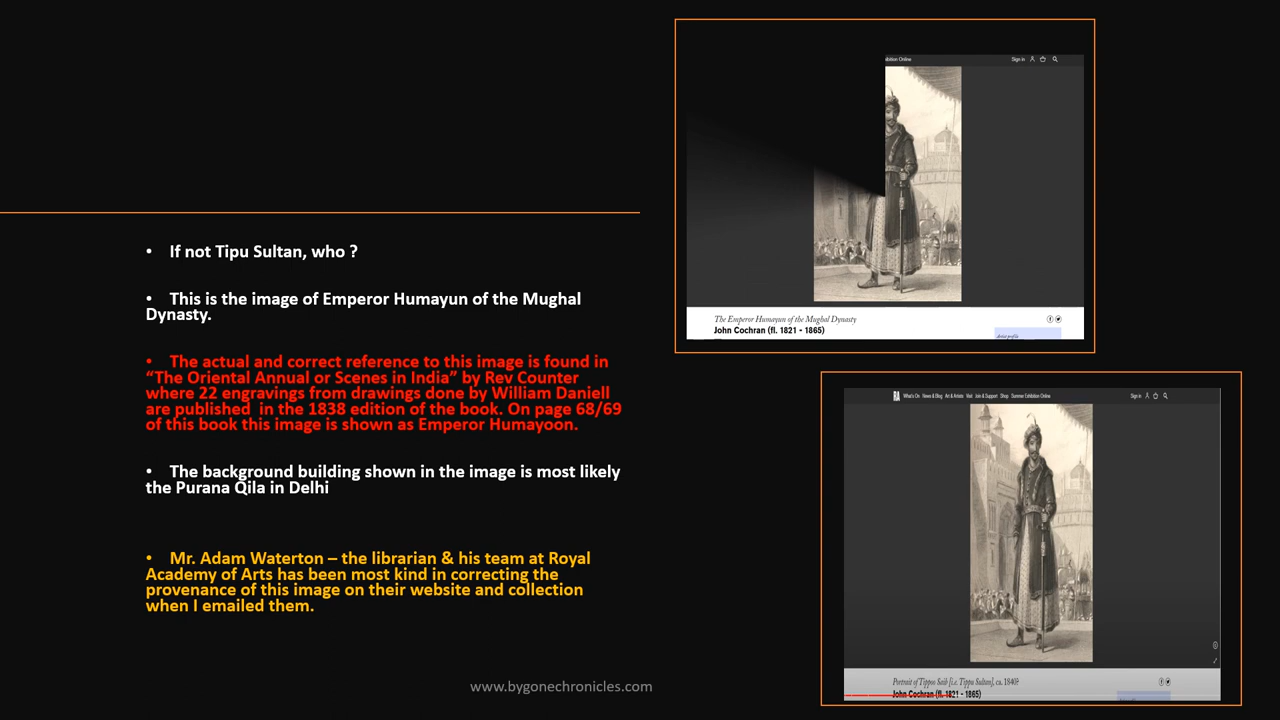 • If not Tipu Sultan, who ?
• This is the image of Emperor Humayun of the Mughal
Dynasty.
• The actual and correct reference to this image is found in
“The Oriental Annual or Scenes in India” by Rev Counter
where 22 engravings from drawings done by William Daniell
are published in the 1838 edition of the book. On page 68/69
of this book this image is shown as Emperor Humayoon.
• The background building shown in the image is most likely
the Purana Qila in Delhi
• Mr. Adam Waterton – the librarian & his team at Royal
Academy of Arts has been most kind in correcting the
provenance of this image on their website and collection
when I emailed them.
www.bygonechronicles.com
Exhibition Online Sign in
The Emperor Humayun of the Mughal Dynasty
John Cochran (fl. 1821 - 1865)
Artist profile
RA What's On News & Blog Art & Artists Visit Join & Support Shop Summer Exhibition Online Sign in
Portrait of Tippoo Saib [i.e. Tippu Sultan], ca. 1840?
John Cochran (fl. 1821 - 1865)